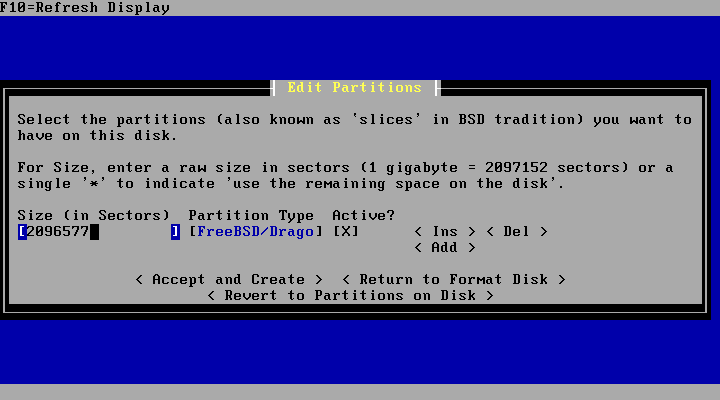 F10=Refresh Display
Edit Partitions
Select the partitions (also known as 'slices' in BSD tradition) you want to
have on this disk.
For Size, enter a raw size in sectors (1 gigabyte = 2097152 sectors) or a
single '*' to indicate 'use the remaining space on the disk'.
Size (in Sectors) Partition Type Active?
[2096577 ] [FreeBSD/Drago] [X] < Ins > < Del >
< Add >
< Accept and Create > < Return to Format Disk >
< Revert to Partitions on Disk >